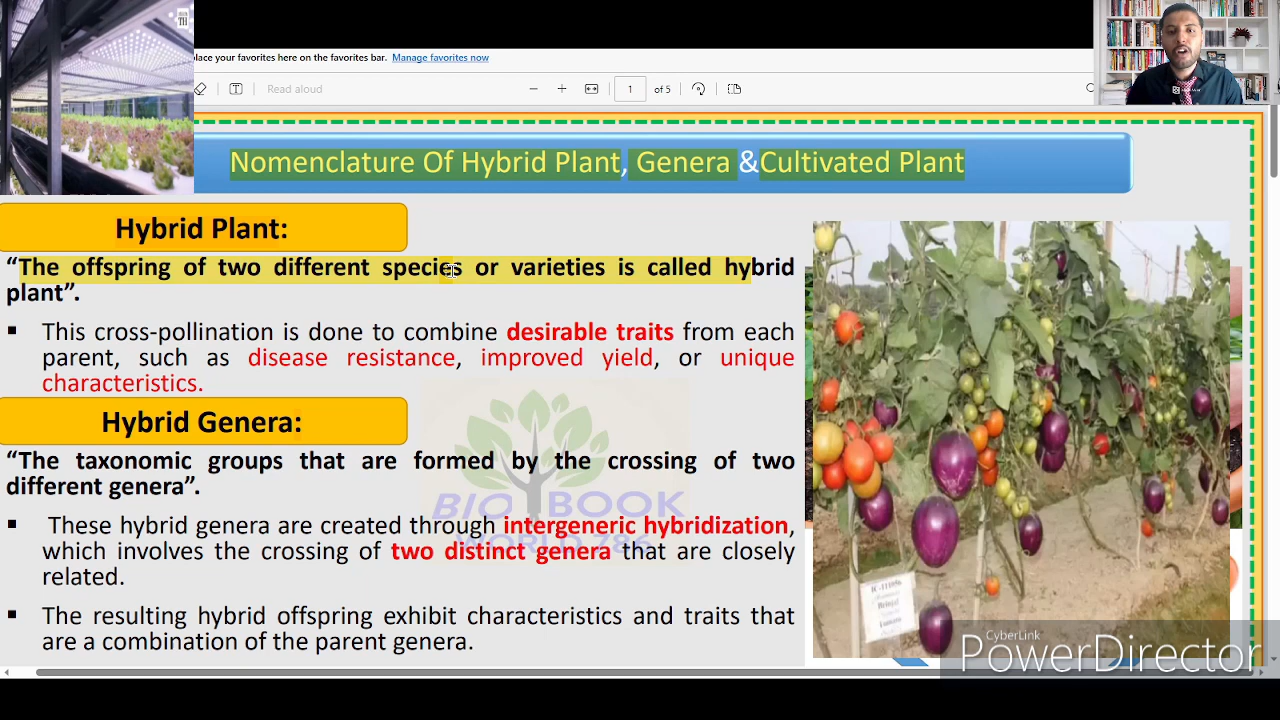 TH
lace your favorites here on the favorites bar. Manage favorites now
Read aloud
1 of 5
Nomenclature Of Hybrid Plant, Genera &Cultivated Plant
Hybrid Plant:
“The offspring of two different species or varieties is called hybrid
plant”.
▪ This cross-pollination is done to combine desirable traits from each
parent, such as disease resistance, improved yield, or unique
characteristics.
Hybrid Genera:
“The taxonomic groups that are formed by the crossing of two
different genera”.
▪ These hybrid genera are created through intergeneric hybridization,
which involves the crossing of two distinct genera that are closely
related.
▪ The resulting hybrid offspring exhibit characteristics and traits that
are a combination of the parent genera.
BIO BOOK
WORLD 786
Brinjal
CyberLink
PowerDirector